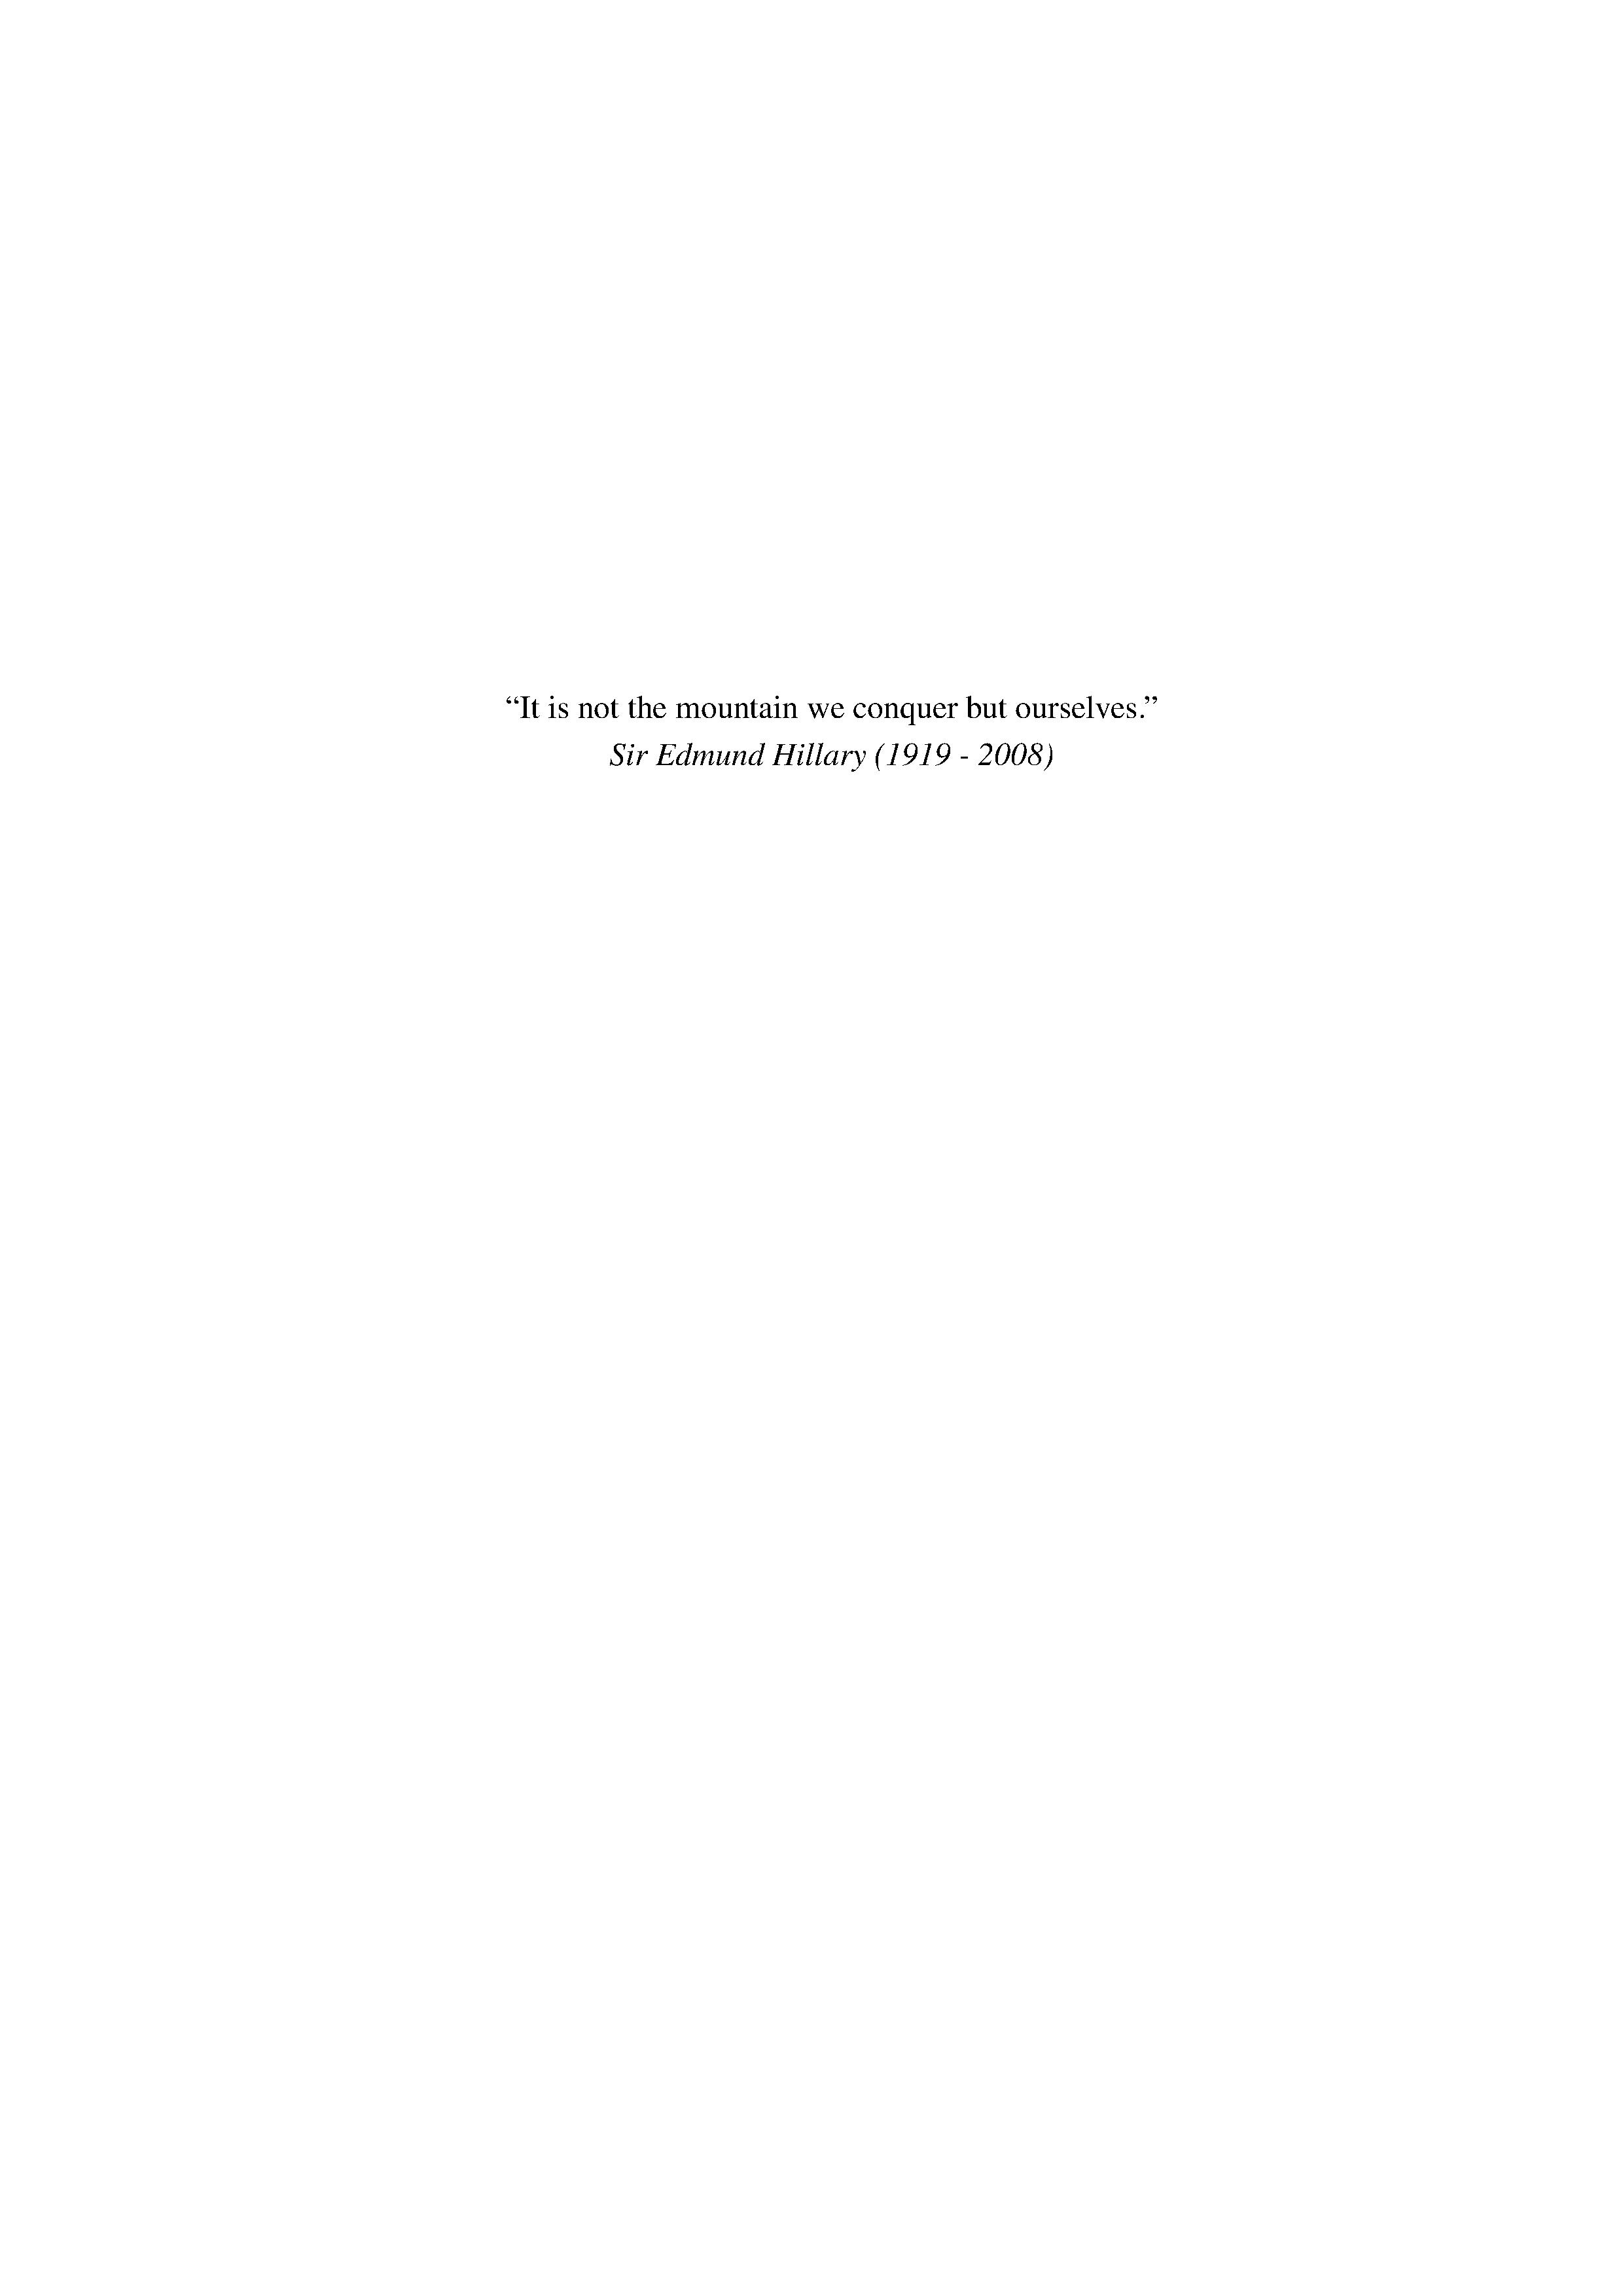 “It is not the mountain we conquer but ourselves.”
Sir Edmund Hillary (1919 - 2008)